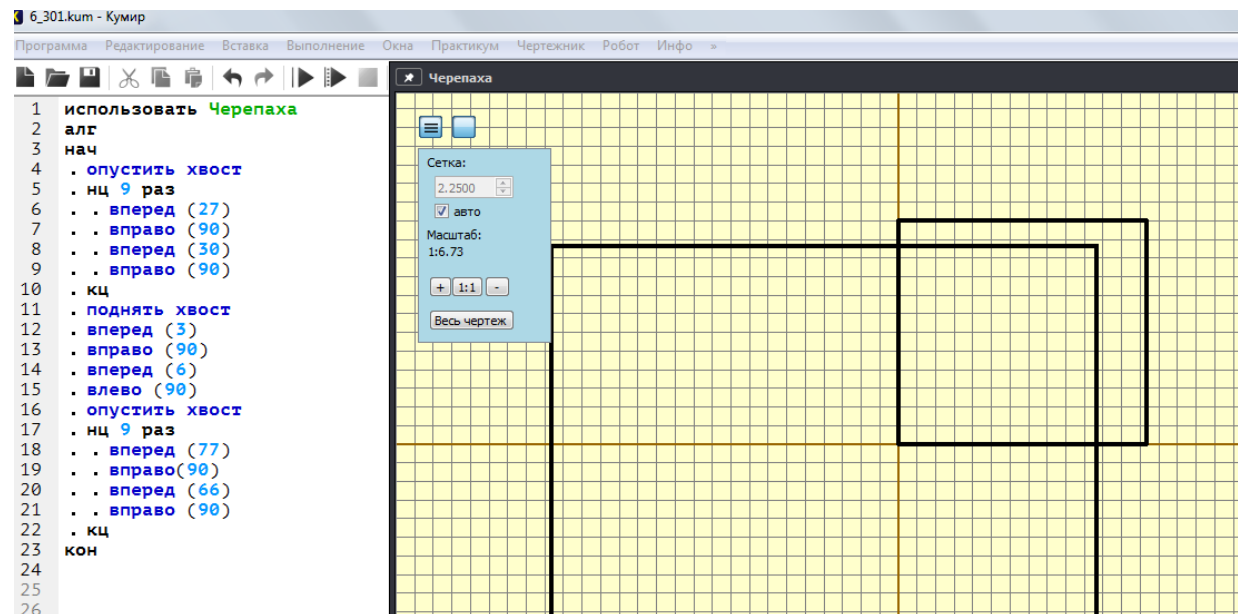 6_301.kum - Кумир
Программа Редактирование Вставка Выполнение Окна Практикум Чертежник Робот Инфо »
Черепаха
1 использовать Черепаха
2 алг
3 нач
4 . опустить хвост
5 . нц 9 раз
6 . . вперед (27)
7 . . вправо (90)
8 . . вперед (30)
9 . . вправо (90)
10 . кц
11 . поднять хвост
12 . вперед (3)
13 . вправо (90)
14 . вперед (6)
15 . влево (90)
16 . опустить хвост
17 . нц 9 раз
18 . . вперед (77)
19 . . вправо(90)
20 . . вперед (66)
21 . . вправо (90)
22 . кц
23 кон
24
25
26
Сетка:
2.2500
авто
Масштаб:
1:6.73
+ 1:1 -
Весь чертеж